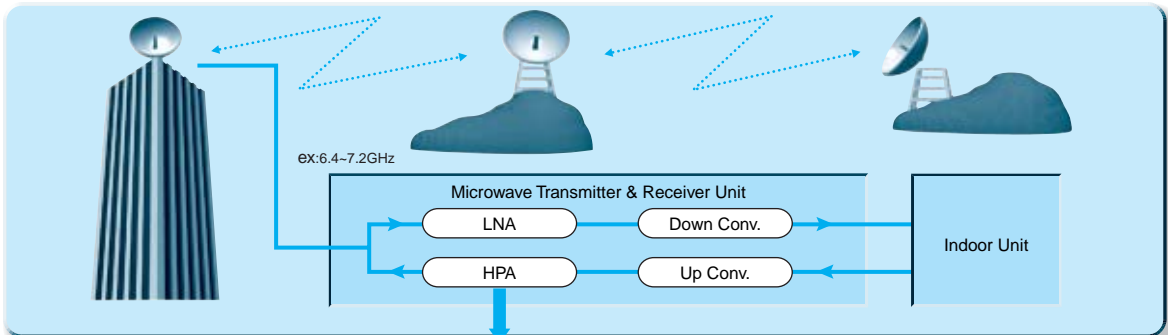 ex:6.4~7.2GHz
Microwave Transmitter & Receiver Unit
LNA
Down Conv.
Indoor Unit
HPA
Up Conv.